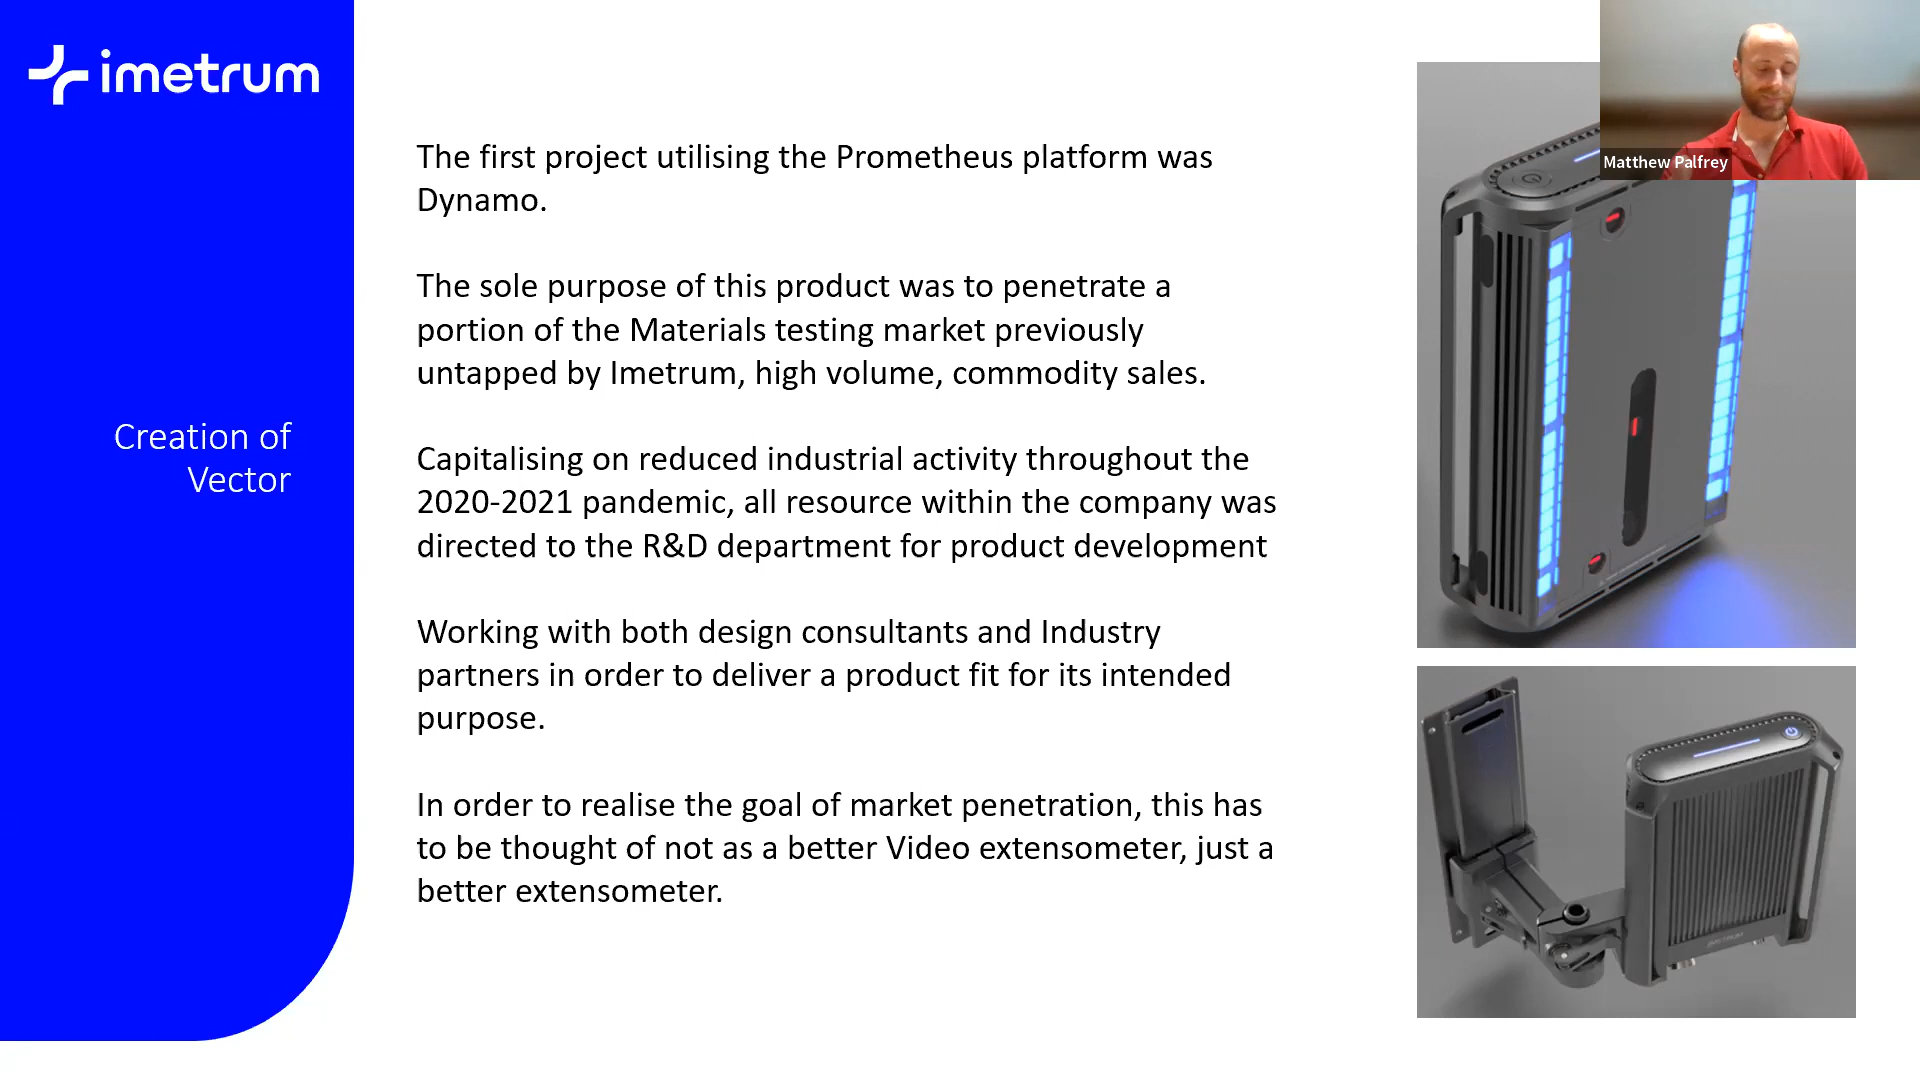 imetrum
Creation of
Vector
The first project utilising the Prometheus platform was
Dynamo.
The sole purpose of this product was to penetrate a
portion of the Materials testing market previously
untapped by Imetrum, high volume, commodity sales.
Capitalising on reduced industrial activity throughout the
2020-2021 pandemic, all resource within the company was
directed to the R&D department for product development
Working with both design consultants and Industry
partners in order to deliver a product fit for its intended
purpose.
In order to realise the goal of market penetration, this has
to be thought of not as a better Video extensometer, just a
better extensometer.
Matthew Palfrey
IMETRUM